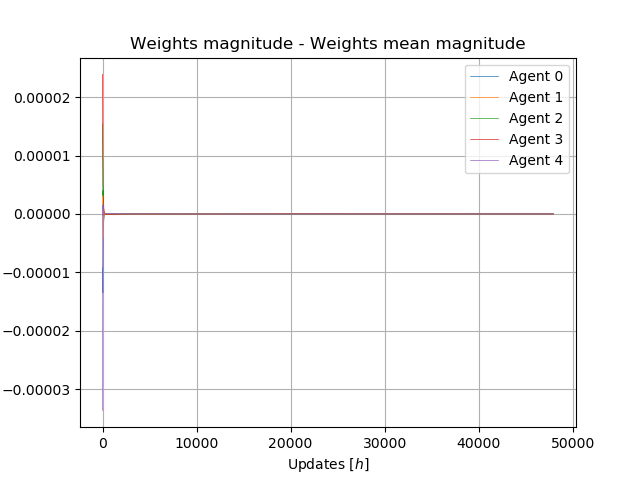 Weights magnitude - Weights mean magnitude
0.00002
0.00001
0.00000
−0.00001
−0.00002
−0.00003
Agent 0
Agent 1
Agent 2
Agent 3
Agent 4
0 10000 20000 30000 40000 50000
Updates [h]